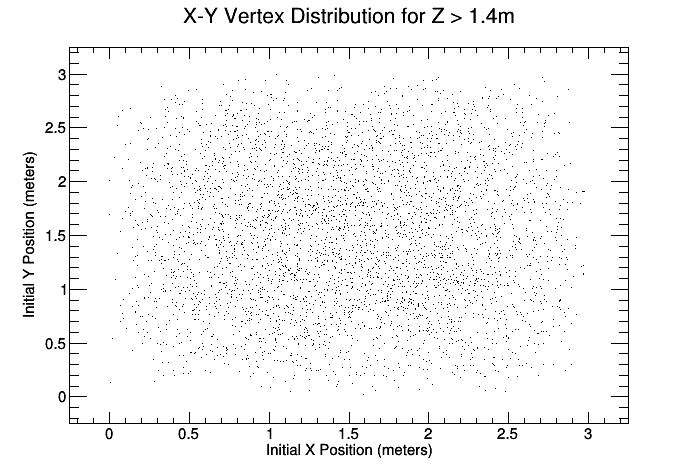 X-Y Vertex Distribution for Z > 1.4m
3
2.5
2
1.5
1
0.5
0
Initial Y Position (meters)
0 0.5 1 1.5 2 2.5 3
Initial X Position (meters)